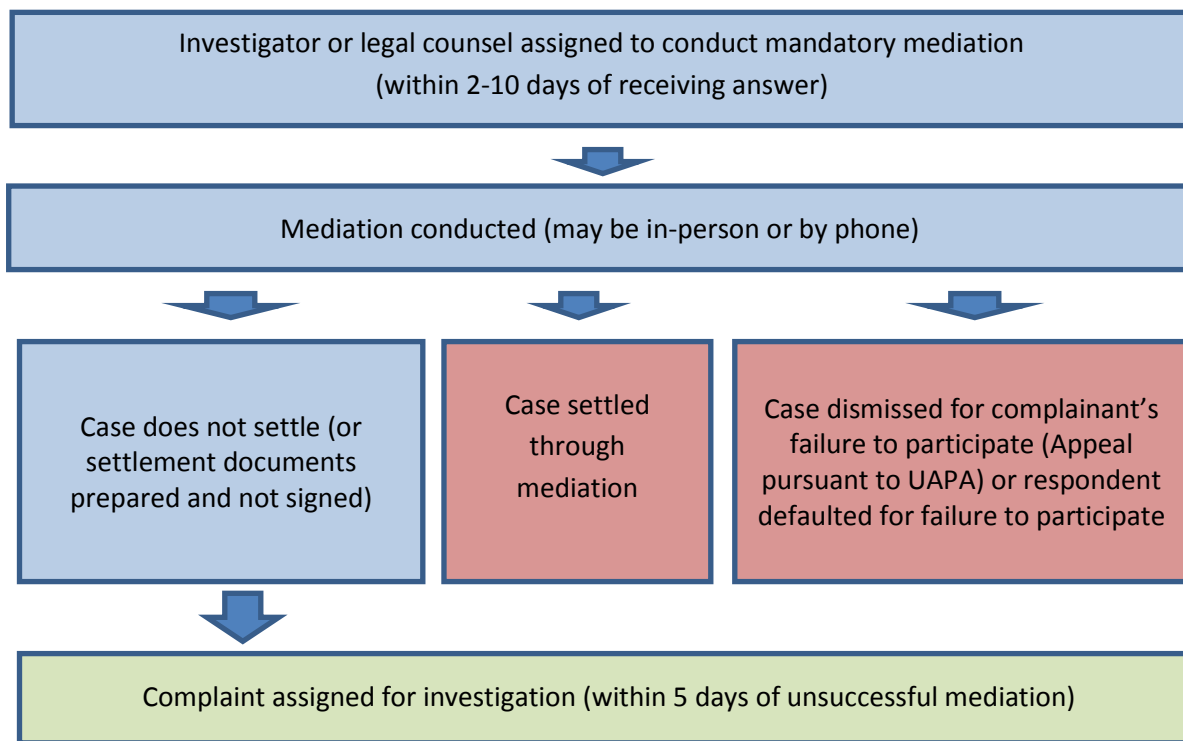 Investigator or legal counsel assigned to conduct mandatory mediation
(within 2-10 days of receiving answer)
Mediation conducted (may be in-person or by phone)
Case does not settle (or
settlement documents
prepared and not signed)
Case settled
through
mediation
Case dismissed for complainant’s
failure to participate (Appeal
pursuant to UAPA) or respondent
defaulted for failure to participate
Complaint assigned for investigation (within 5 days of unsuccessful mediation)